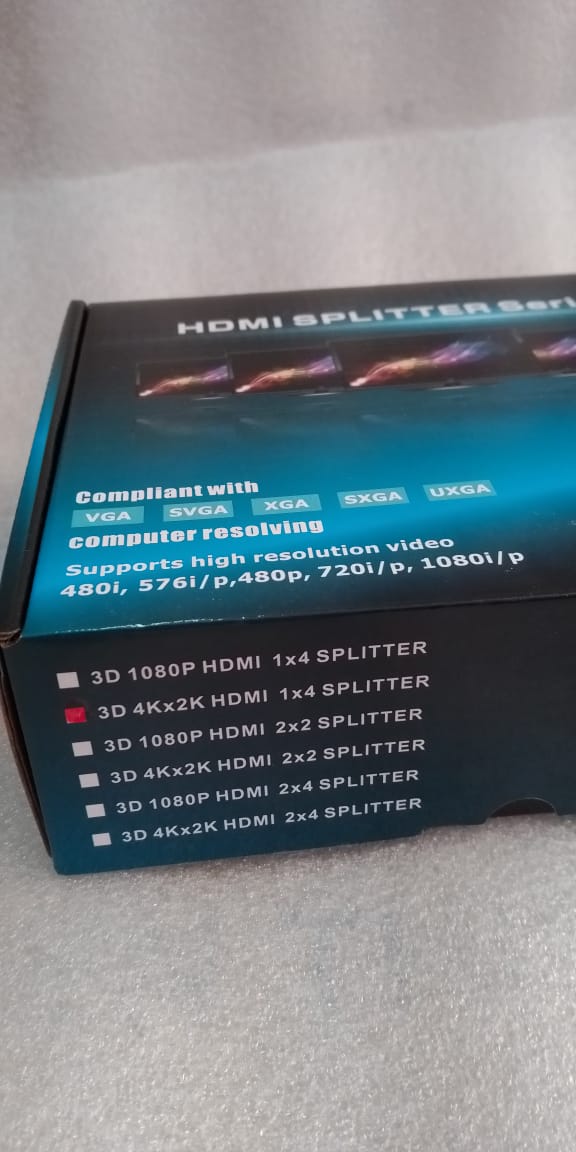 HDMI SPLITTER
Compliant with
VGA SVGA XGA SXGA UXGA
computer resolving
Supports high resolution video
480i, 576i/p,480p, 720i/p, 1080i/p
3D 1080P HDMI 1x4 SPLITTER
3D 4Kx2K HDMI 1x4 SPLITTER
3D 1080P HDMI 2x2 SPLITTER
3D 4Kx2K HDMI 2x2 SPLITTER
3D 1080P HDMI 2x4 SPLITTER
3D 4Kx2K HDMI 2x4 SPLITTER